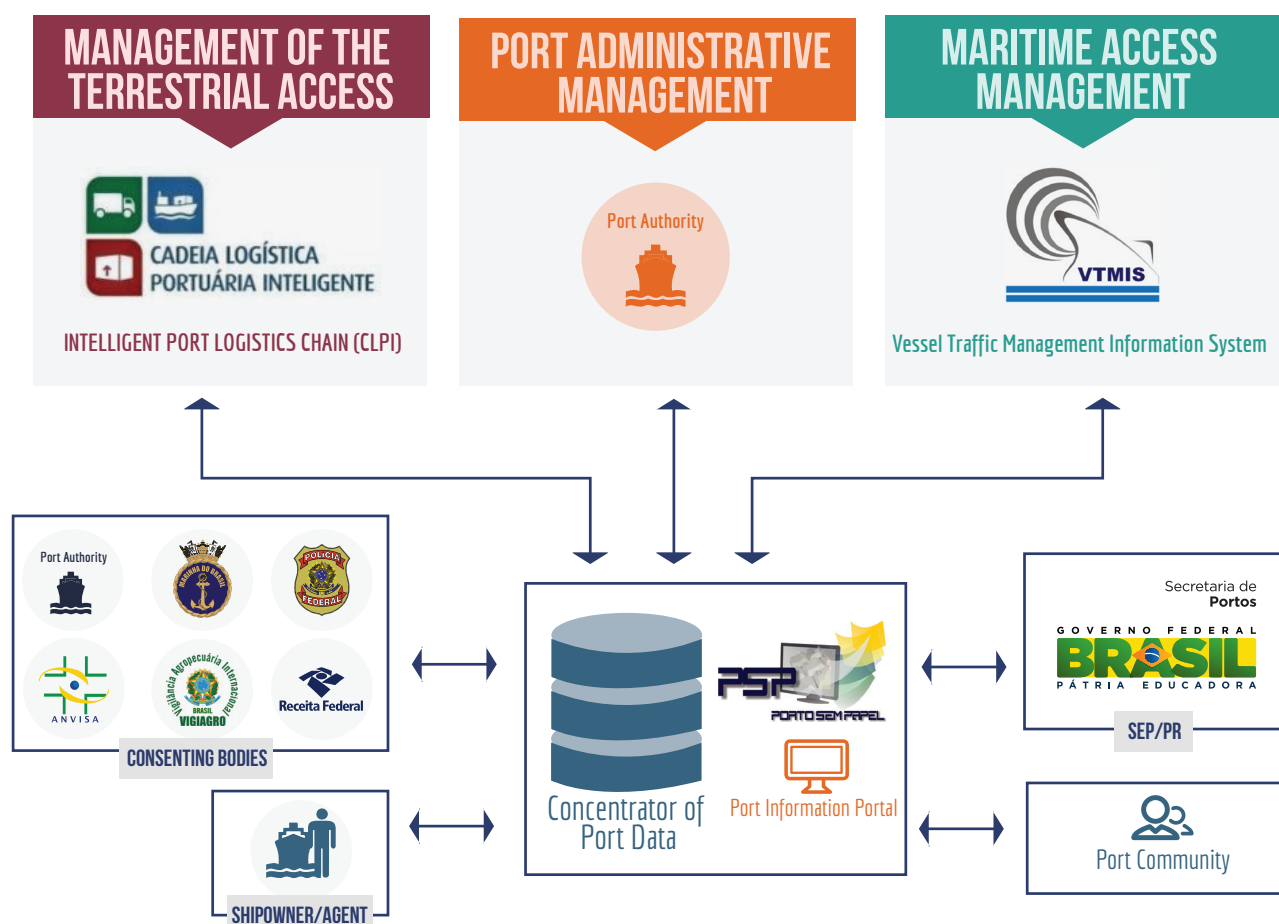 MANAGEMENT OF THE
TERRESTRIAL ACCESS
CADEIA LOGÍSTICA
PORTUÁRIA INTELIGENTE
INTELLIGENT PORT LOGISTICS CHAIN (CLPI)
PORT ADMINISTRATIVE
MANAGEMENT
Port Authority
MARITIME ACCESS
MANAGEMENT
VTMIS
Vessel Traffic Management Information System
Port Authority
MARINHA DO BRASIL
POLÍCIA
FEDERAL
ANVISA
Vigilância Agropecuária Internacional
BRASIL
VIGIAGRO
Receita Federal
CONSENTING BODIES
SHIPOWNER/AGENT
Concentrator of
Port Data
PSP
PORTO SEM PAPEL
Port Information Portal
Secretaria de
Portos
GOVERNO FEDERAL
BRASIL
PÁTRIA EDUCADORA
SEP/PR
Port Community